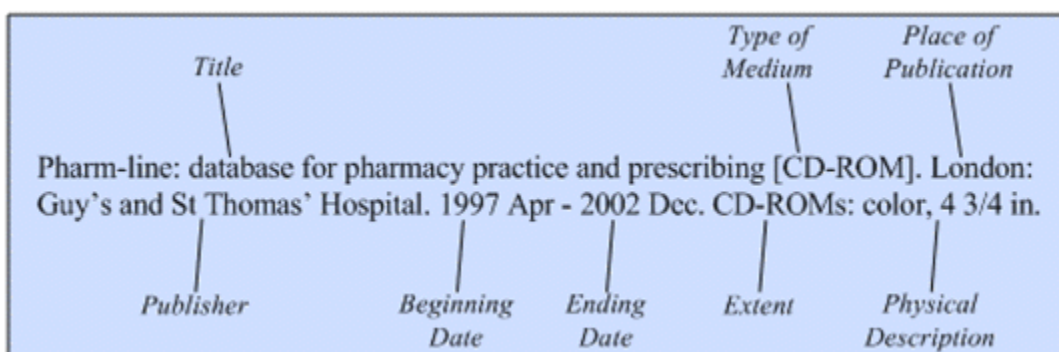 Type of Place of
Title Medium Publication
Pharm-line: database for pharmacy practice and prescribing [CD-ROM]. London:
Guy's and St Thomas' Hospital. 1997 Apr - 2002 Dec. CD-ROMs: color, 4 3/4 in.
Publisher Beginning Ending Extent Physical
Date Date Description